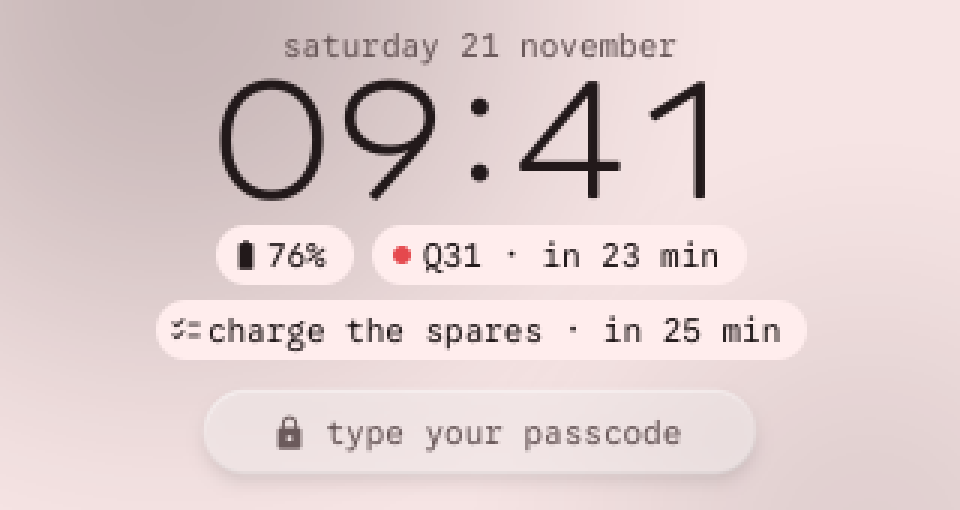 saturday 21 november
09:41
76% Q31 · in 23 min
charge the spares · in 25 min
type your passcode